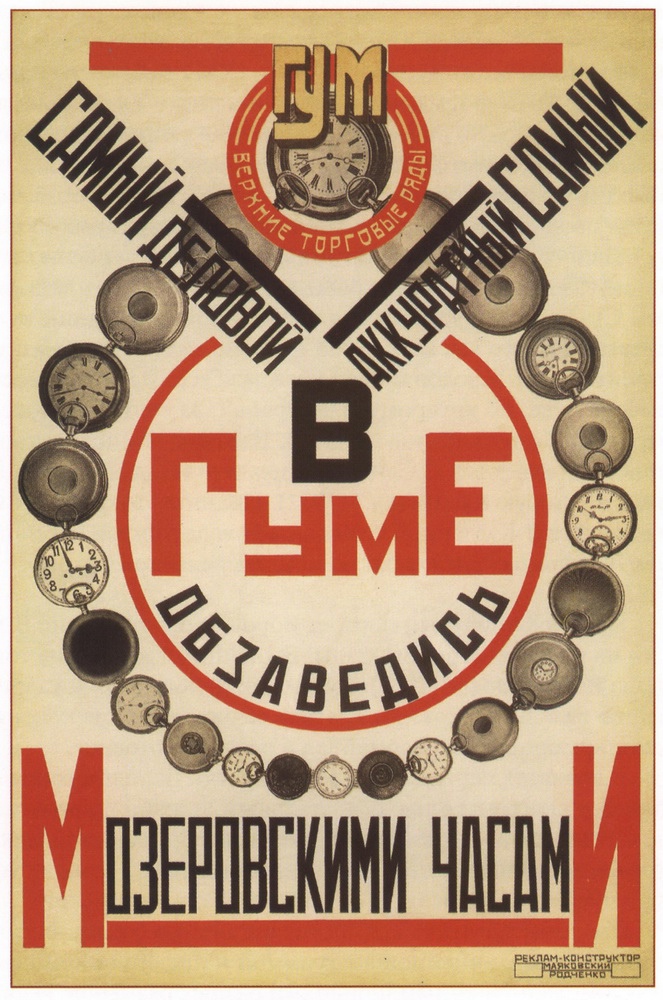 ГУМ
ВЕРХНИЕ ТОРГОВЫЕ РЯДЫ
САМЫЙ ДЕЛОВОЙ
АККУРАТНЫЙ САМЫЙ
В
ГУМЕ
ОБЗАВЕДИСЬ
МОЗЕРОВСКИМИ ЧАСАМИ
РЕКЛАМ-КОНСТРУКТОР
МАЯКОВСКИЙ
РОДЧЕНКО